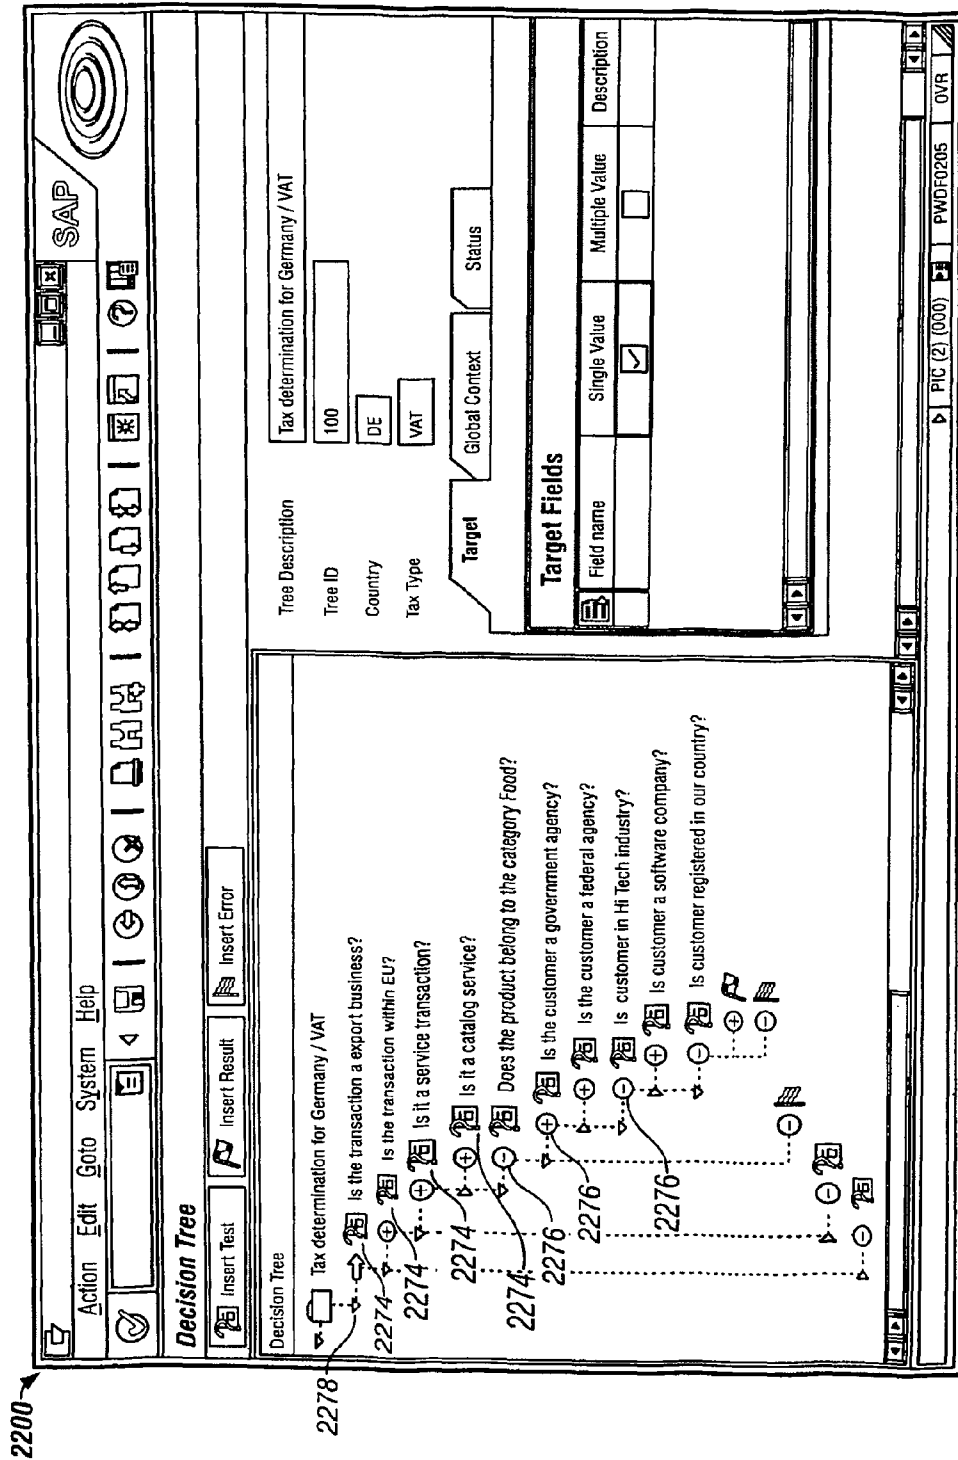 2200
SAP
Action Edit Goto System Help
Decision Tree
Insert Test
Insert Result
Insert Error
Decision Tree
Tax determination for Germany / VAT
Is the transaction a export business?
Is the transaction within EU?
Is it a service transaction?
Is it a catalog service?
Does the product belong to the category Food?
Is the customer a government agency?
Is the customer a federal agency?
Is customer in Hi Tech industry?
Is customer a software company?
Is customer registered in our country?
2278
2274
2274
2274
2274
2276
2276
2276
Tree Description Tax determination for Germany / VAT
Tree ID 100
Country DE
Tax Type VAT
Target Global Context Status
Target Fields
Field name Single Value Multiple Value Description
PIC (2) (000) PWDF0205 OVR